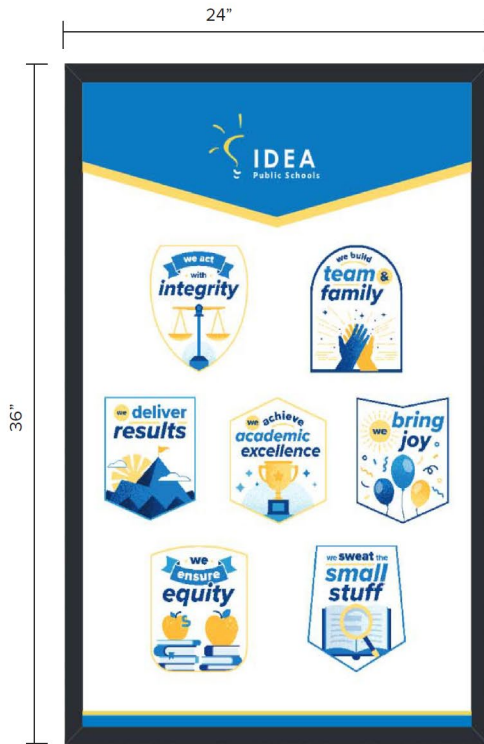 24”
36”
IDEA
Public Schools
we act
with
integrity
we build
team &
family
we deliver
results
we achieve
academic
excellence
we bring
joy
we
ensure
equity
we sweat the
small
stuff